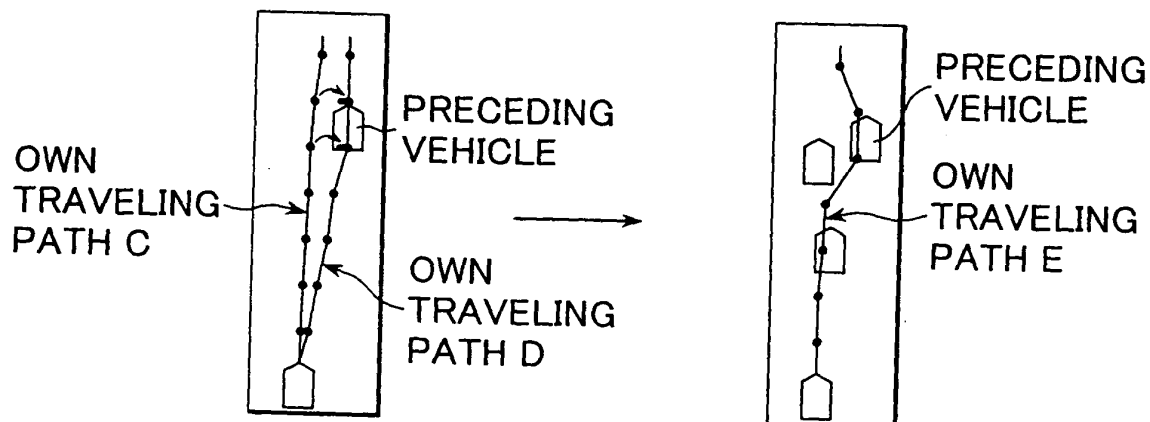 OWN
TRAVELING
PATH C
PRECEDING
VEHICLE
OWN
TRAVELING
PATH D
PRECEDING
VEHICLE
OWN
TRAVELING
PATH E